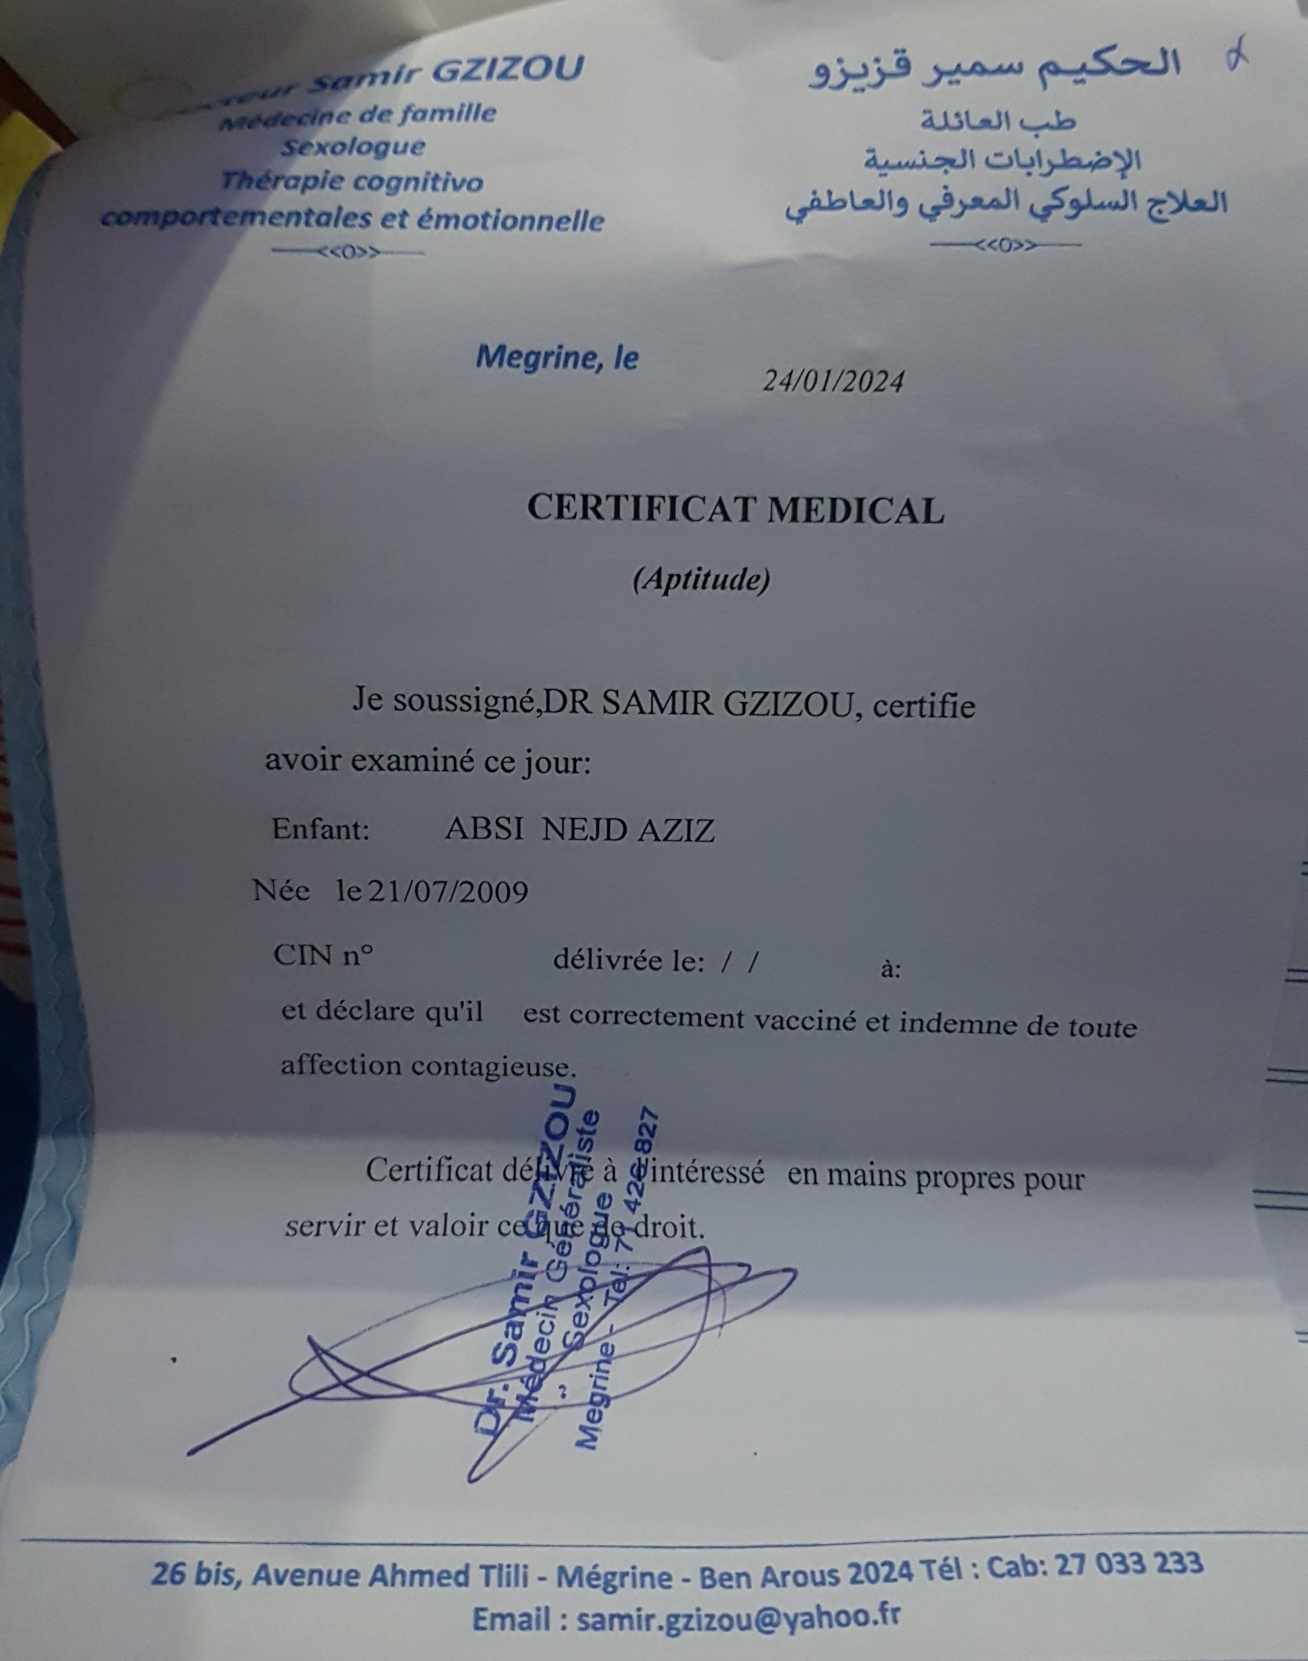 Samir GZIZOU
Médecine de famille
Sexologue
Thérapie cognitivo
comportementales et émotionnelle
<<O>>
الحكيم سمير قزيزو
طب العائلة
الإضطرابات الجنسية
العلاج السلوكي المعرفي والعاطفي
<<O>>
Megrine, le 24/01/2024
CERTIFICAT MEDICAL
(Aptitude)
Je soussigné,DR SAMIR GZIZOU, certifie
avoir examiné ce jour:
Enfant: ABSI NEJD AZIZ
Née le 21/07/2009
CIN n° délivrée le: / / à:
et déclare qu'il est correctement vacciné et indemne de toute
affection contagieuse.
Certificat délivré à l'intéressé en mains propres pour
servir et valoir ce que de droit.
Dr. Samir GZIZOU
Médecin Généraliste
Sexologue
Megrine - Tel: 71 426 827
26 bis, Avenue Ahmed Tlili - Mégrine - Ben Arous 2024 Tél : Cab: 27 033 233
Email : samir.gzizou@yahoo.fr